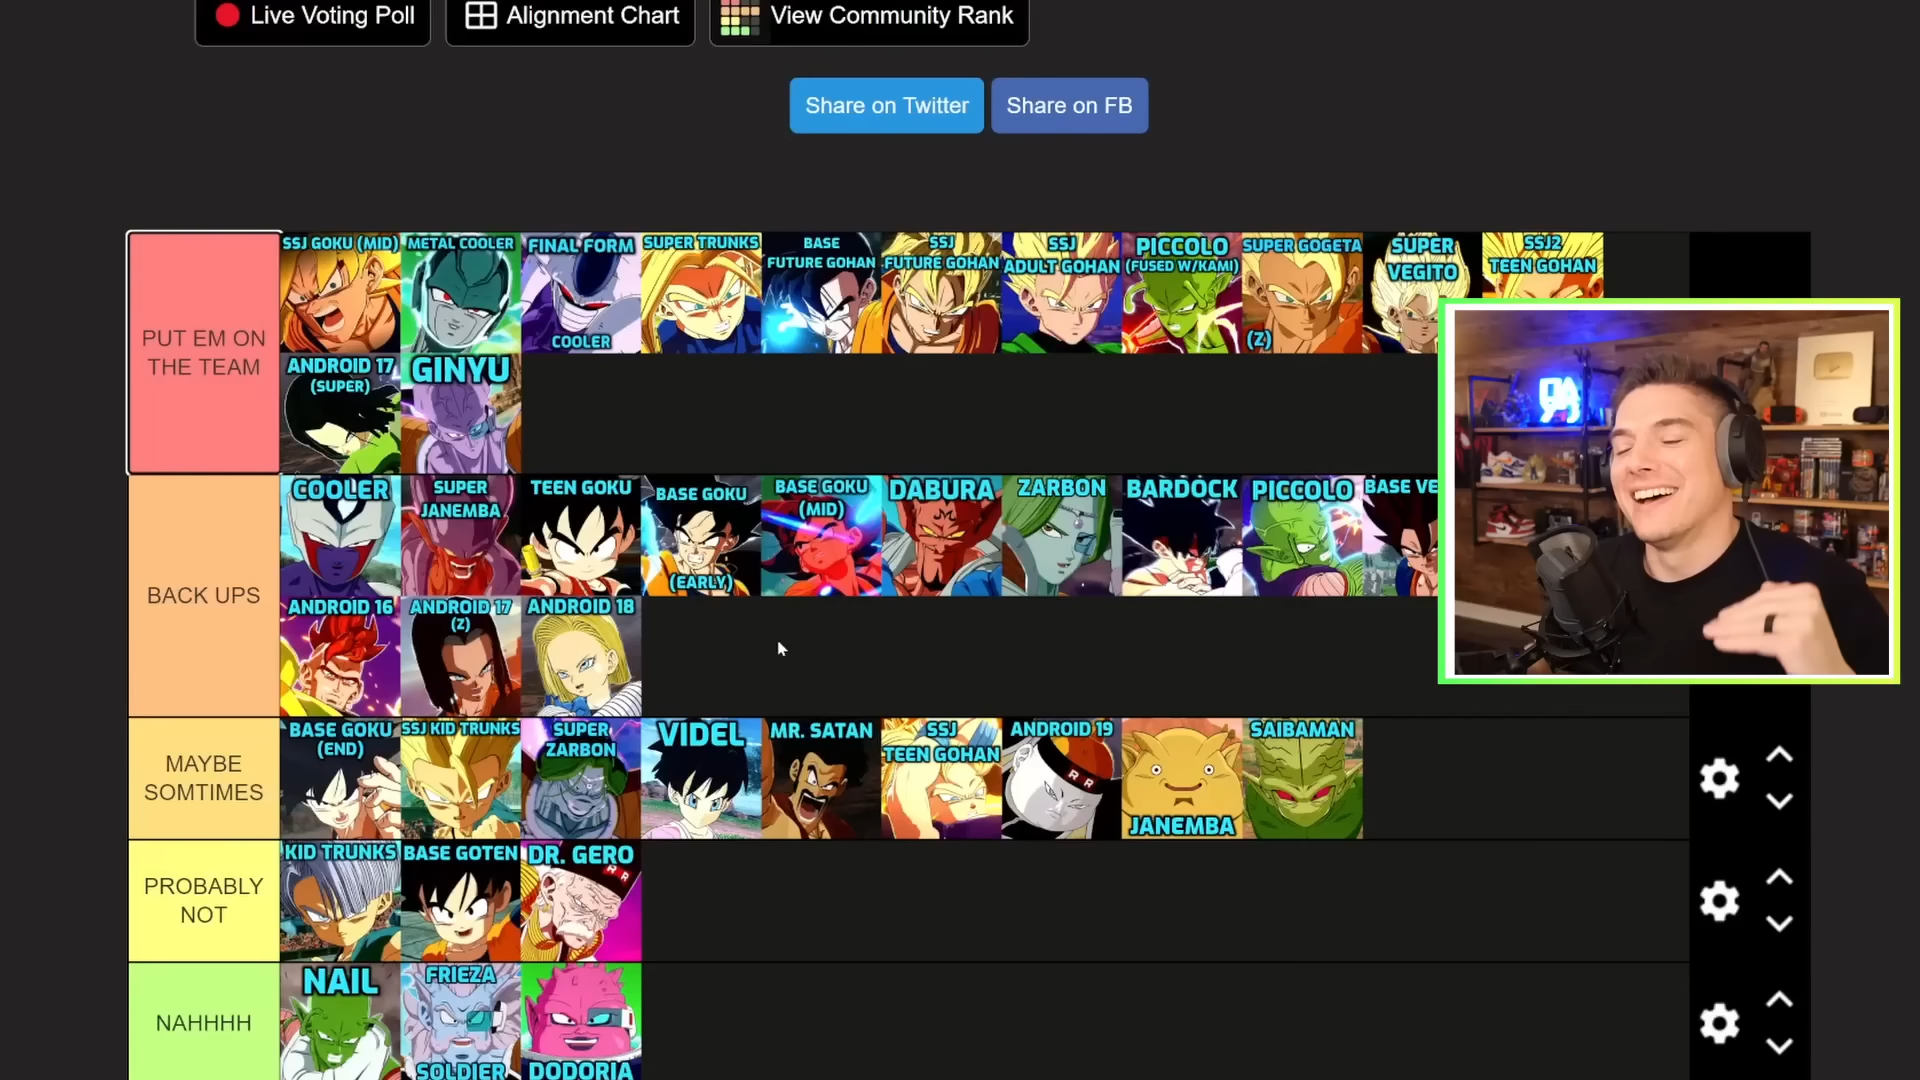 Live Voting Poll
Alignment Chart
View Community Rank
Share on Twitter
Share on FB
PUT EM ON
THE TEAM
SSJ GOKU (MID)
METAL COOLER
FINAL FORM
COOLER
SUPER TRUNKS
BASE
FUTURE GOHAN
SSJ
FUTURE GOHAN
SSJ
ADULT GOHAN
PICCOLO
(FUSED W/KAMI)
SUPER GOGETA
(Z)
SUPER
VEGITO
SSJ2
TEEN GOHAN
ANDROID 17
(SUPER)
GINYU
BACK UPS
COOLER
SUPER
JANEMBA
TEEN GOKU
BASE GOKU
(EARLY)
BASE GOKU
(MID)
DABURA
ZARBON
BARDOCK
PICCOLO
BASE VE
ANDROID 16
ANDROID 17
(Z)
ANDROID 18
MAYBE
SOMTIMES
BASE GOKU
(END)
SSJ KID TRUNKS
SUPER
ZARBON
VIDEL
MR. SATAN
SSJ
TEEN GOHAN
ANDROID 19
R R
JANEMBA
SAIBAMAN
PROBABLY
NOT
KID TRUNKS
BASE GOTEN
DR. GERO
R R
NAHHHH
NAIL
FRIEZA
SOLDIER
DODORIA